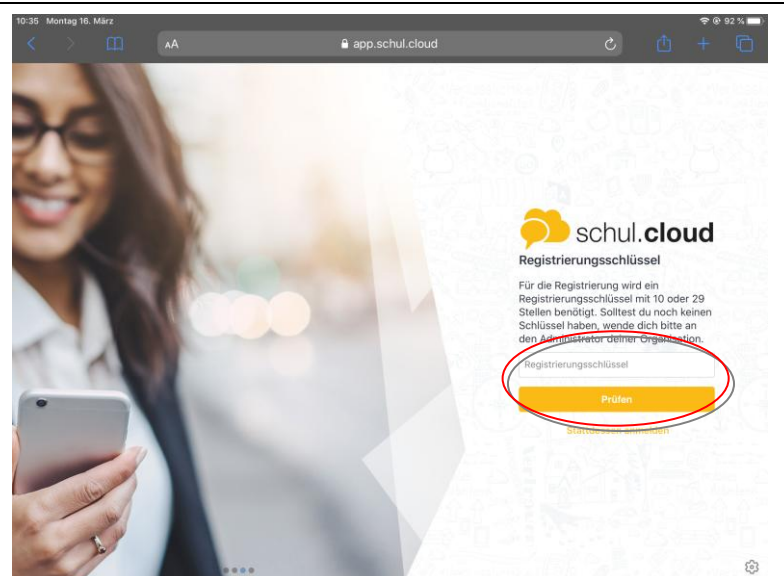 10:35 Montag 16. März
92 %
AA
app.schul.cloud
schul.cloud
Registrierungsschlüssel
Für die Registrierung wird ein
Registrierungsschlüssel mit 10 oder 29
Stellen benötigt. Solltest du noch keinen
Schlüssel haben, wende dich bitte an
den Administrator deiner Organisation.
Registrierungsschlüssel
Prüfen
Stattdessen anmelden